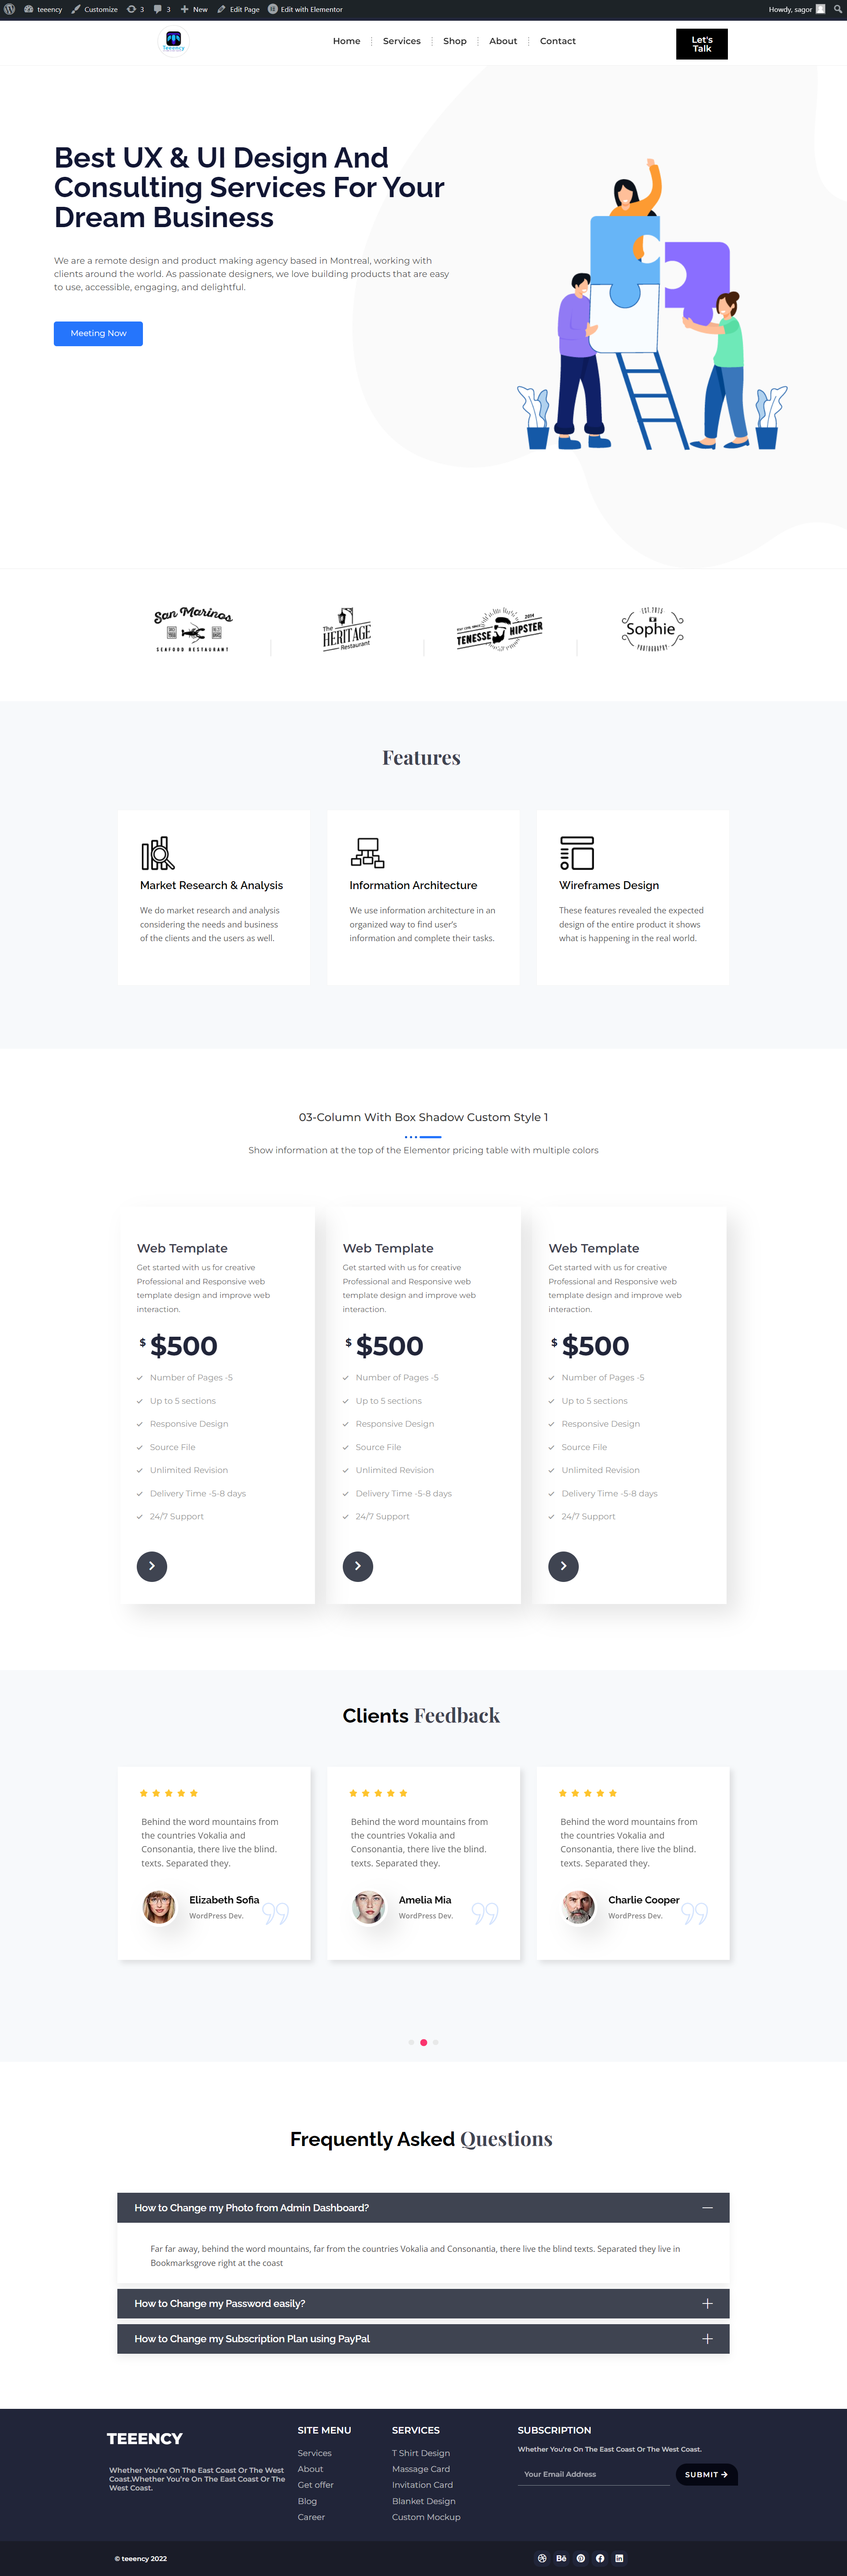 teeency Customize 3 3 New Edit Page Edit with Elementor Howdy, sagor
Teeency
Home Services Shop About Contact
Let's
Talk
Best UX & UI Design And
Consulting Services For Your
Dream Business
We are a remote design and product making agency based in Montreal, working with
clients around the world. As passionate designers, we love building products that are easy
to use, accessible, engaging, and delightful.
Meeting Now
San Marinos
SEAFOOD RESTAURANT
The
HERITAGE
Restaurant
2014
TENESSE HIPSTER
EST. 2015
Sophie
PHOTOGRAPHY
Features
Market Research & Analysis
We do market research and analysis
considering the needs and business
of the clients and the users as well.
Information Architecture
We use information architecture in an
organized way to find user's
information and complete their tasks.
Wireframes Design
These features revealed the expected
design of the entire product it shows
what is happening in the real world.
03-Column With Box Shadow Custom Style 1
Show information at the top of the Elementor pricing table with multiple colors
Web Template
Get started with us for creative
Professional and Responsive web
template design and improve web
interaction.
$ $500
Number of Pages -5
Up to 5 sections
Responsive Design
Source File
Unlimited Revision
Delivery Time -5-8 days
24/7 Support
Web Template
Get started with us for creative
Professional and Responsive web
template design and improve web
interaction.
$ $500
Number of Pages -5
Up to 5 sections
Responsive Design
Source File
Unlimited Revision
Delivery Time -5-8 days
24/7 Support
Web Template
Get started with us for creative
Professional and Responsive web
template design and improve web
interaction.
$ $500
Number of Pages -5
Up to 5 sections
Responsive Design
Source File
Unlimited Revision
Delivery Time -5-8 days
24/7 Support
Clients Feedback
Behind the word mountains from
the countries Vokalia and
Consonantia, there live the blind.
texts. Separated they.
Elizabeth Sofia
WordPress Dev.
Behind the word mountains from
the countries Vokalia and
Consonantia, there live the blind.
texts. Separated they.
Amelia Mia
WordPress Dev.
Behind the word mountains from
the countries Vokalia and
Consonantia, there live the blind.
texts. Separated they.
Charlie Cooper
WordPress Dev.
Frequently Asked Questions
How to Change my Photo from Admin Dashboard?
Far far away, behind the word mountains, far from the countries Vokalia and Consonantia, there live the blind texts. Separated they live in
Bookmarksgrove right at the coast
How to Change my Password easily?
How to Change my Subscription Plan using PayPal
TEEENCY
Whether You're On The East Coast Or The West
Coast.Whether You're On The East Coast Or The
West Coast.
SITE MENU
Services
About
Get offer
Blog
Career
SERVICES
T Shirt Design
Massage Card
Invitation Card
Blanket Design
Custom Mockup
SUBSCRIPTION
Whether You're On The East Coast Or The West Coast.
Your Email Address
SUBMIT
© teeency 2022
Bē